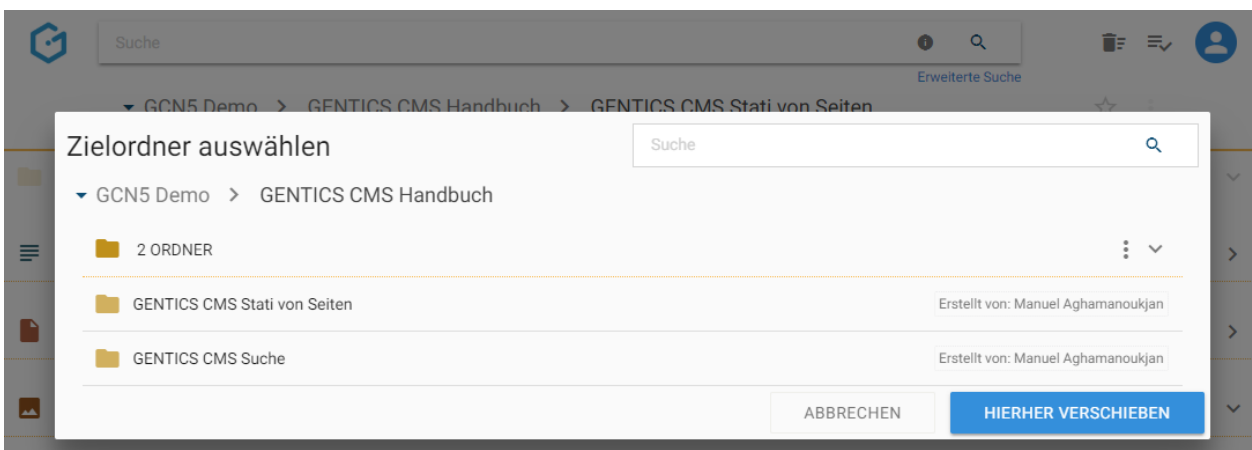 Suche
Erweiterte Suche
GCN5 Demo > GENTICS CMS Handbuch > GENTICS CMS Stati von Seiten
Zielordner auswählen
Suche
GCN5 Demo > GENTICS CMS Handbuch
2 ORDNER
GENTICS CMS Stati von Seiten Erstellt von: Manuel Aghamanoukjan
GENTICS CMS Suche Erstellt von: Manuel Aghamanoukjan
ABBRECHEN HIERHER VERSCHIEBEN